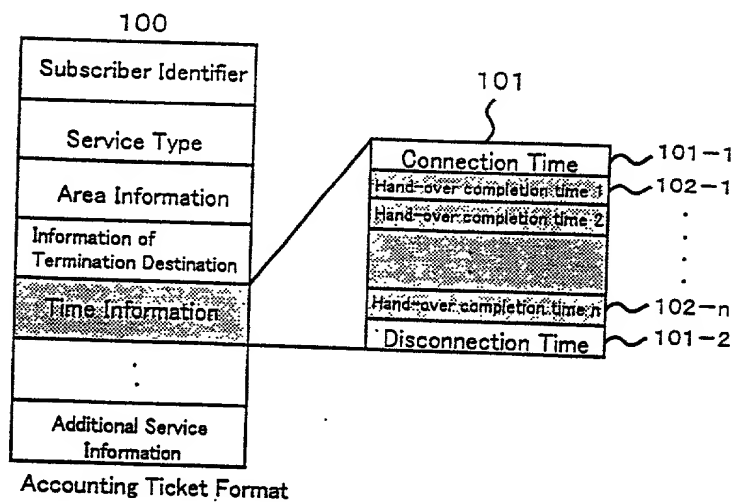 100
Subscriber Identifier
Service Type
Area Information
Information of
Termination Destination
Time Information
Additional Service
Information
Accounting Ticket Format
101
Connection Time
101-1
Hand-over completion time 1
102-1
Hand-over completion time 2
Hand-over completion time n
102-n
Disconnection Time
101-2